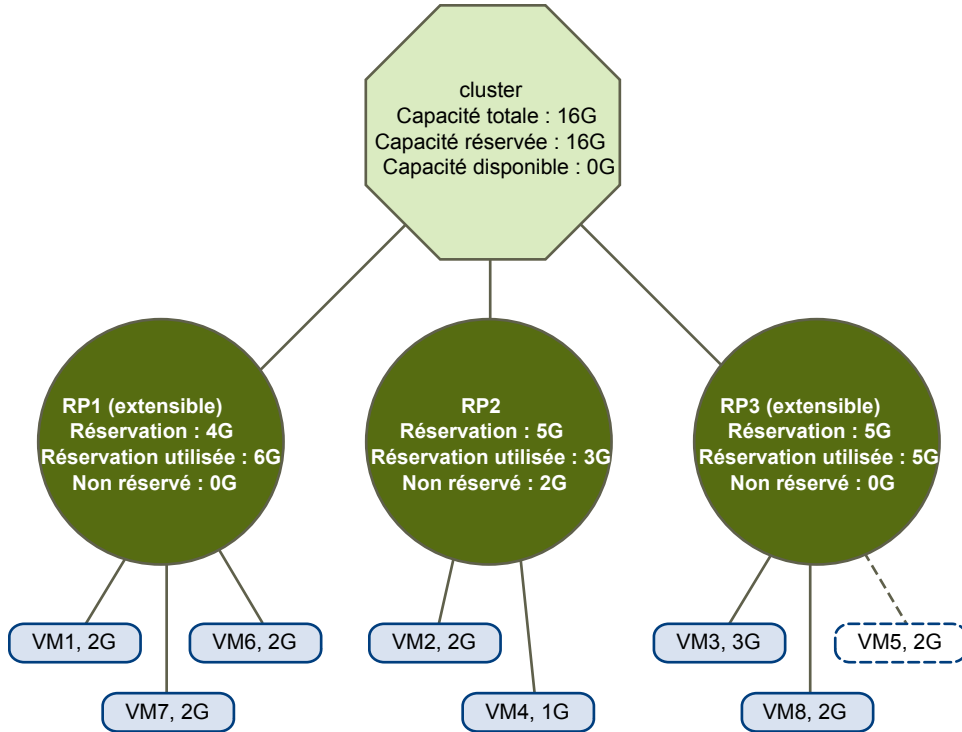 cluster
Capacité totale : 16G
Capacité réservée : 16G
Capacité disponible : 0G
RP1 (extensible)
Réservation : 4G
Réservation utilisée : 6G
Non réservé : 0G
RP2
Réservation : 5G
Réservation utilisée : 3G
Non réservé : 2G
RP3 (extensible)
Réservation : 5G
Réservation utilisée : 5G
Non réservé : 0G
VM1, 2G
VM6, 2G
VM7, 2G
VM2, 2G
VM4, 1G
VM3, 3G
VM5, 2G
VM8, 2G